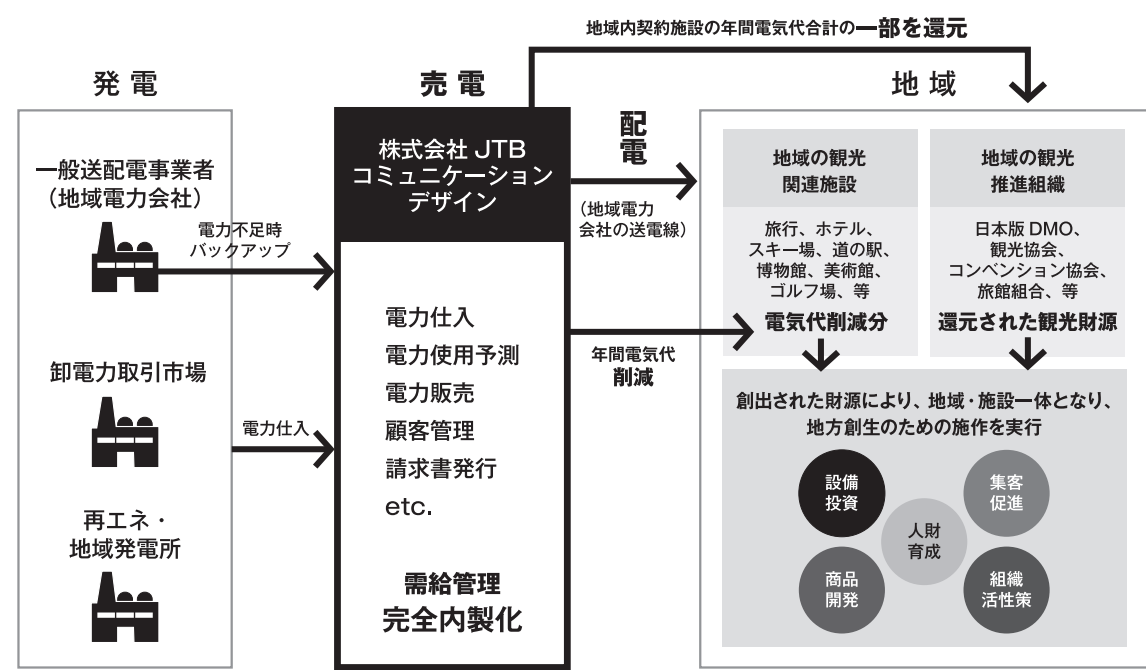 地域内契約施設の年間電気代合計の一部を還元
発電
一般送配電事業者
（地域電力会社）
電力不足時
バックアップ
卸電力取引市場
電力仕入
再エネ・
地域発電所
売電
株式会社 JTB
コミュニケーション
デザイン
電力仕入
電力使用予測
電力販売
顧客管理
請求書発行
etc.
需給管理
完全内製化
配電
（地域電力
会社の送電線）
年間電気代
削減
地域
地域の観光
関連施設
旅行、ホテル、
スキー場、道の駅、
博物館、美術館、
ゴルフ場、等
電気代削減分
地域の観光
推進組織
日本版 DMO、
観光協会、
コンベンション協会、
旅館組合、等
還元された観光財源
創出された財源により、地域・施設一体となり、
地方創生のための施作を実行
設備
投資
集客
促進
人財
育成
商品
開発
組織
活性策